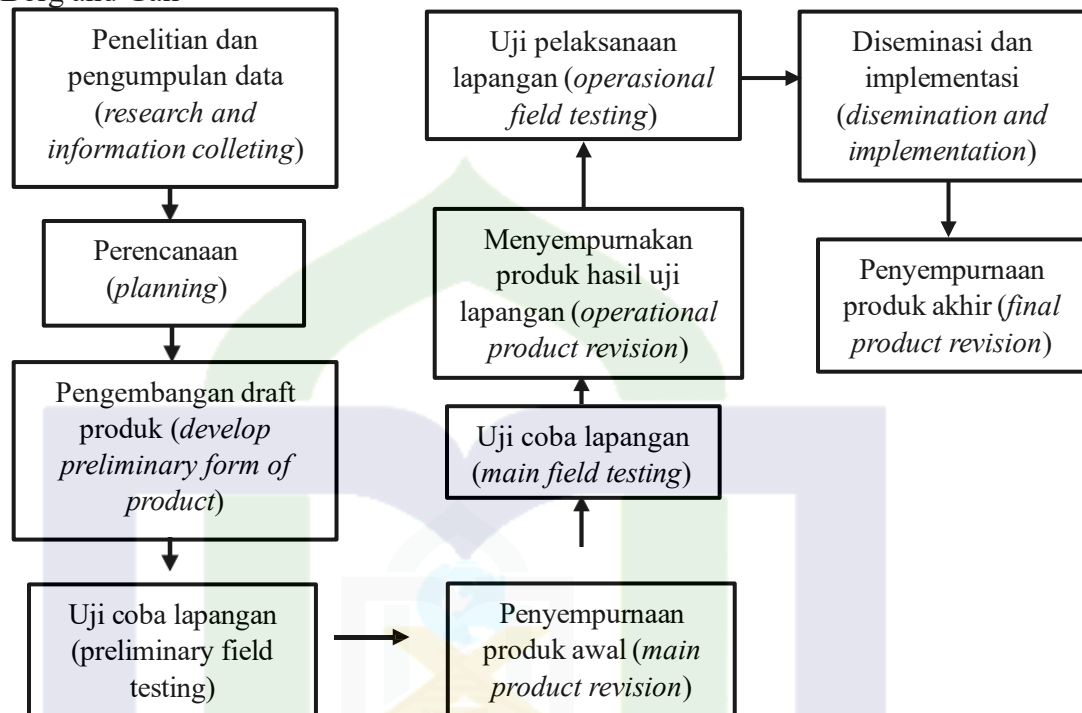 Borg and Gall
Penelitian dan
pengumpulan data
(research and
information colleting)
Perencanaan
(planning)
Pengembangan draft
produk (develop
preliminary form of
product)
Uji coba lapangan
(preliminary field
testing)
Penyempurnaan
produk awal (main
product revision)
Uji coba lapangan
(main field testing)
Menyempurnakan
produk hasil uji
lapangan (operational
product revision)
Uji pelaksanaan
lapangan (operasional
field testing)
Diseminasi dan
implementasi
(disemination and
implementation)
Penyempurnaan
produk akhir (final
product revision)